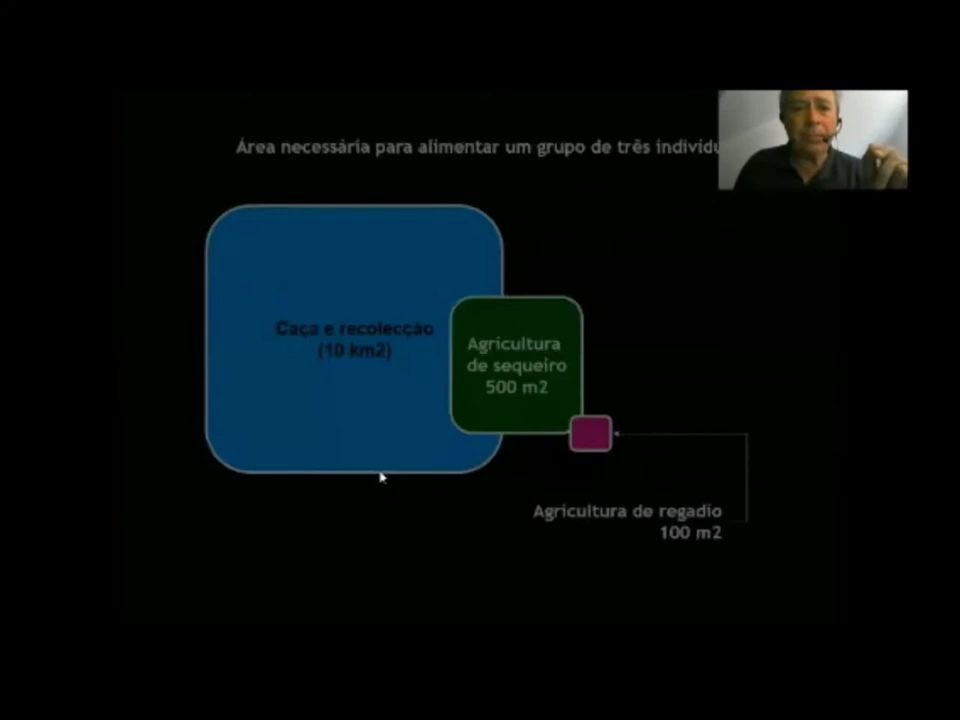 Área necessária para alimentar um grupo de três
Caça e recolecção
(10 km2)
Agricultura
de sequeiro
500 m2
Agricultura de regadio
100 m2